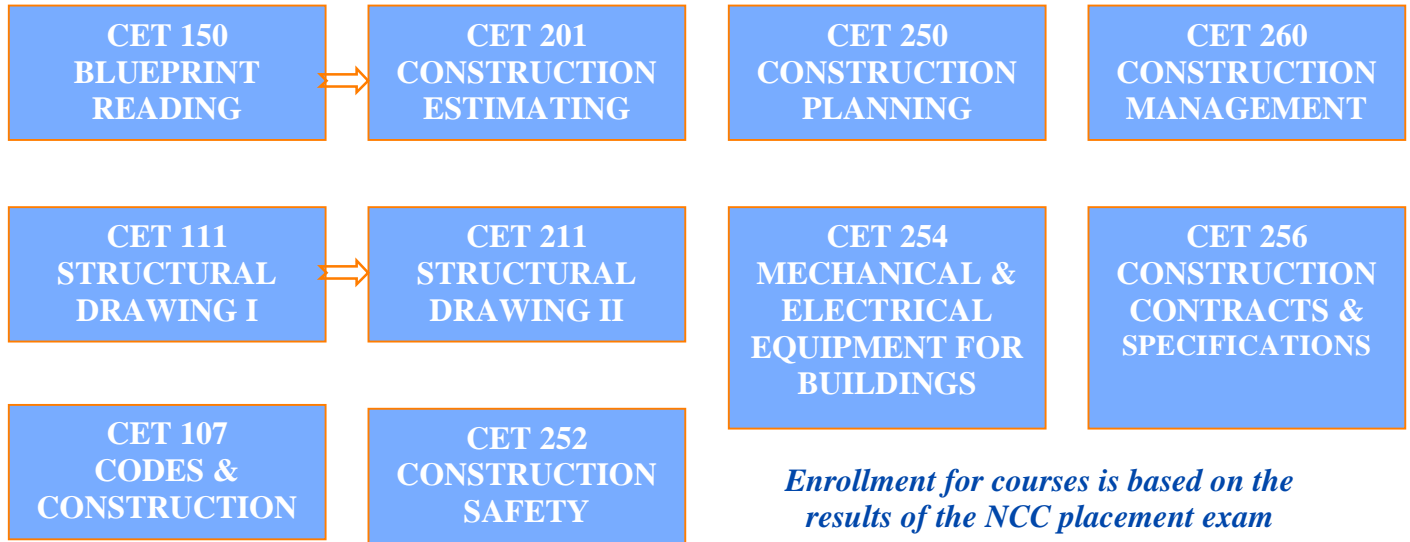 CET 150
BLUEPRINT
READING
CET 201
CONSTRUCTION
ESTIMATING
CET 250
CONSTRUCTION
PLANNING
CET 260
CONSTRUCTION
MANAGEMENT
CET 111
STRUCTURAL
DRAWING I
CET 211
STRUCTURAL
DRAWING II
CET 254
MECHANICAL &
ELECTRICAL
EQUIPMENT FOR
BUILDINGS
CET 256
CONSTRUCTION
CONTRACTS &
SPECIFICATIONS
CET 107
CODES &
CONSTRUCTION
CET 252
CONSTRUCTION
SAFETY
Enrollment for courses is based on the
results of the NCC placement exam